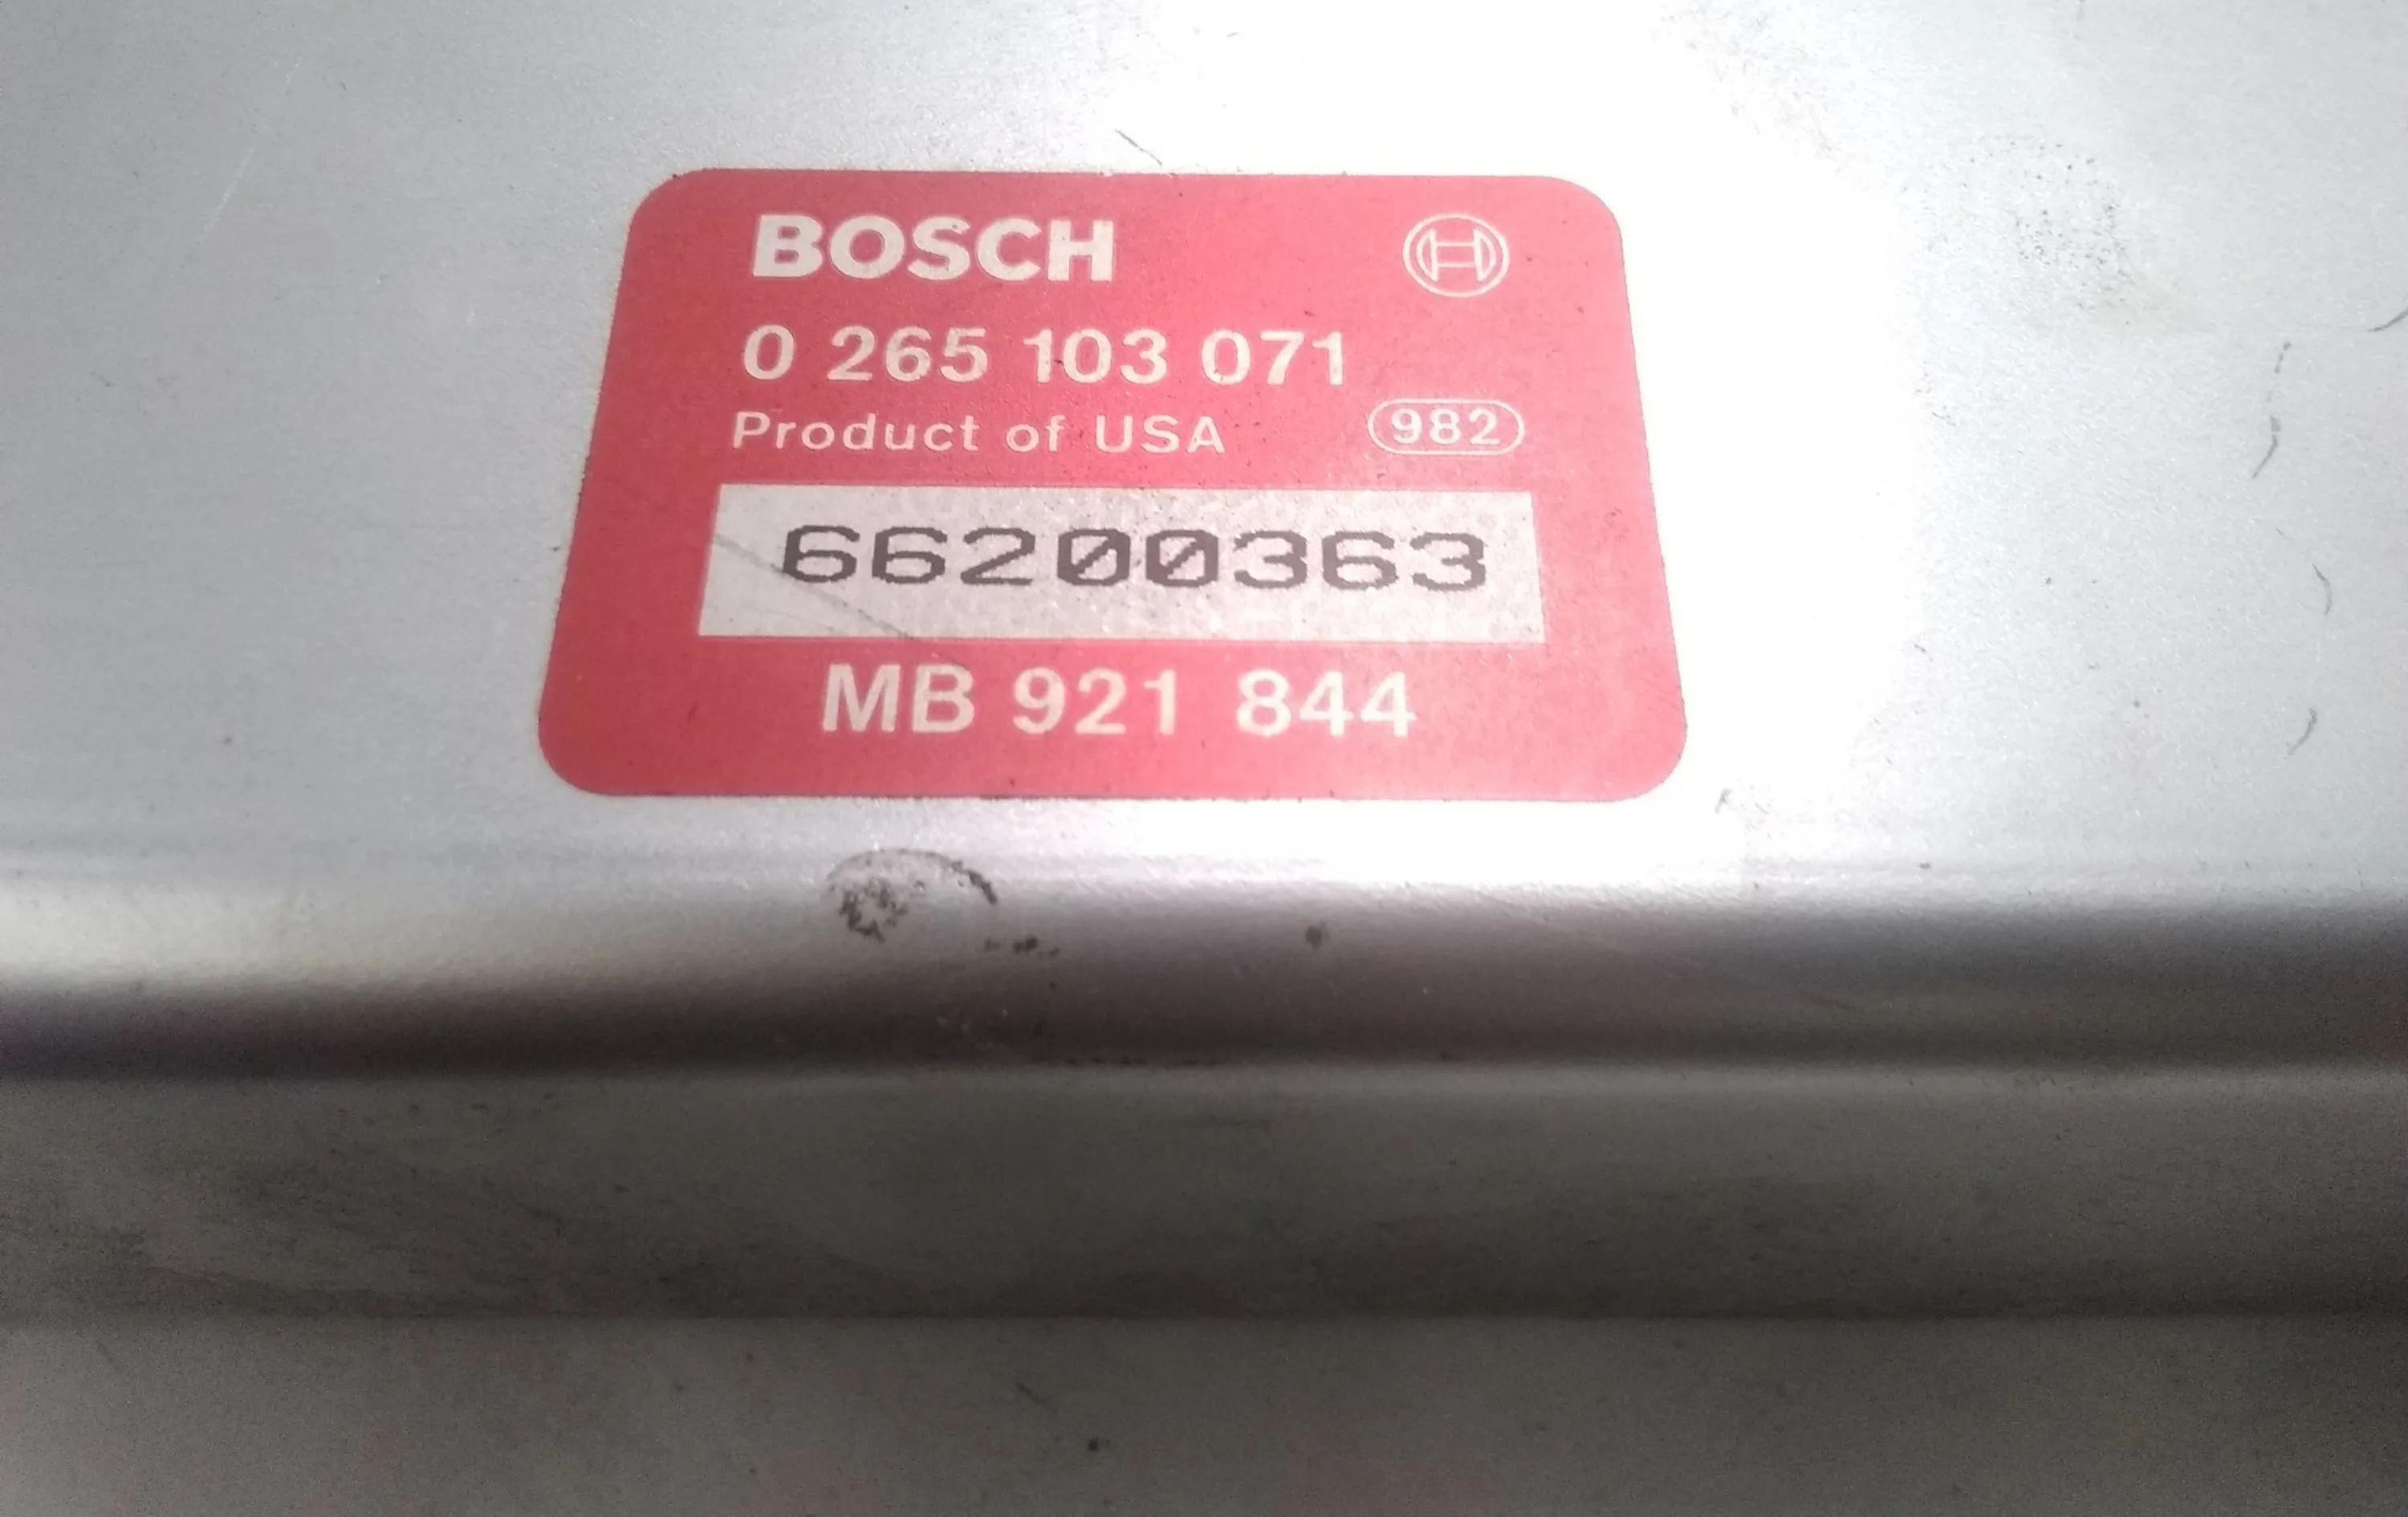 BOSCH
0 265 103 071
Product of USA 982
66200363
MB 921 844